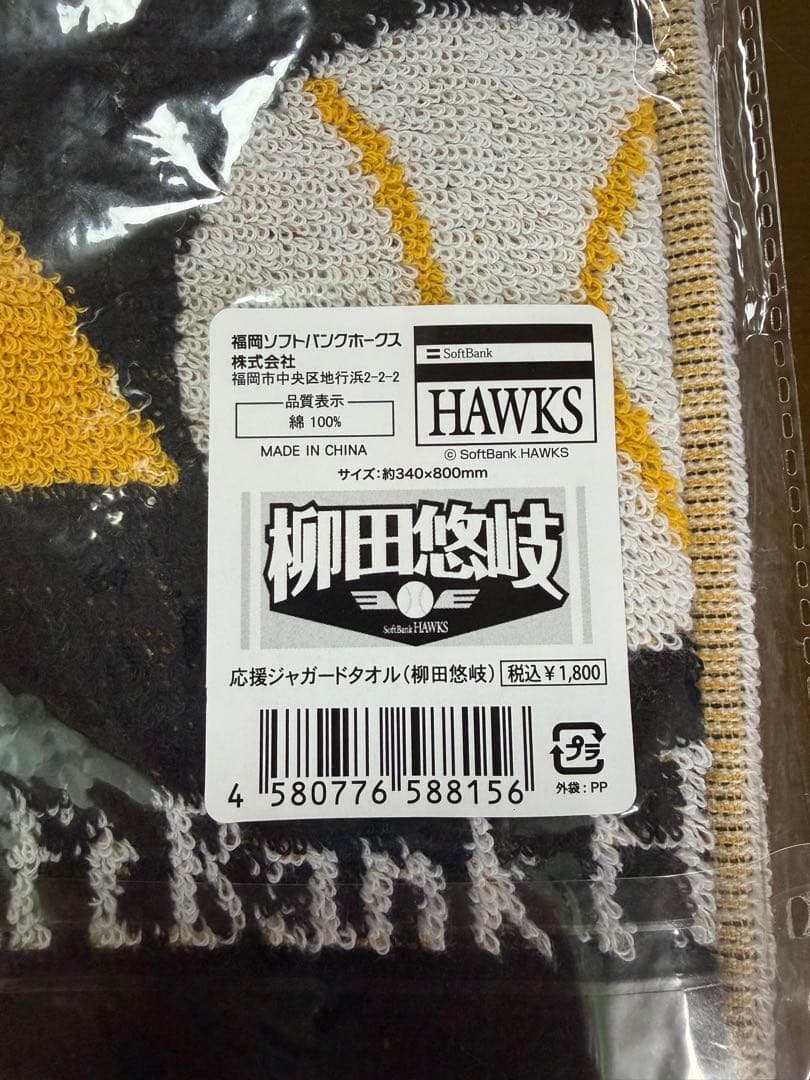 福岡ソフトバンクホークス
株式会社
福岡市中央区地行浜2-2-2
品質表示
綿 100%
MADE IN CHINA
SoftBank
HAWKS
© SoftBank HAWKS
サイズ:約340×800mm
柳田悠岐
SoftBank HAWKS
応援ジャガードタオル(柳田悠岐) 税込¥1,800
4 580776 588156
プラ
外袋:PP
ftBank H